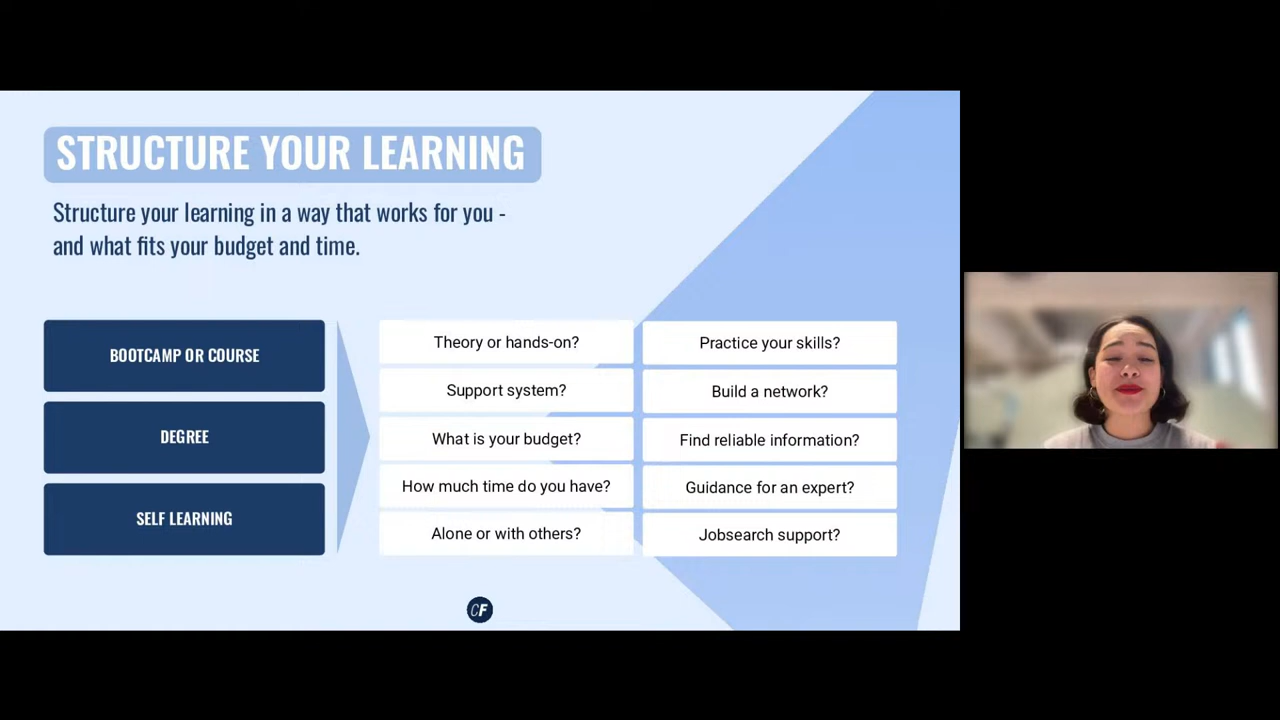 STRUCTURE YOUR LEARNING
Structure your learning in a way that works for you -
and what fits your budget and time.
BOOTCAMP OR COURSE
DEGREE
SELF LEARNING
Theory or hands-on?
Support system?
What is your budget?
How much time do you have?
Alone or with others?
Practice your skills?
Build a network?
Find reliable information?
Guidance for an expert?
Jobsearch support?
CF